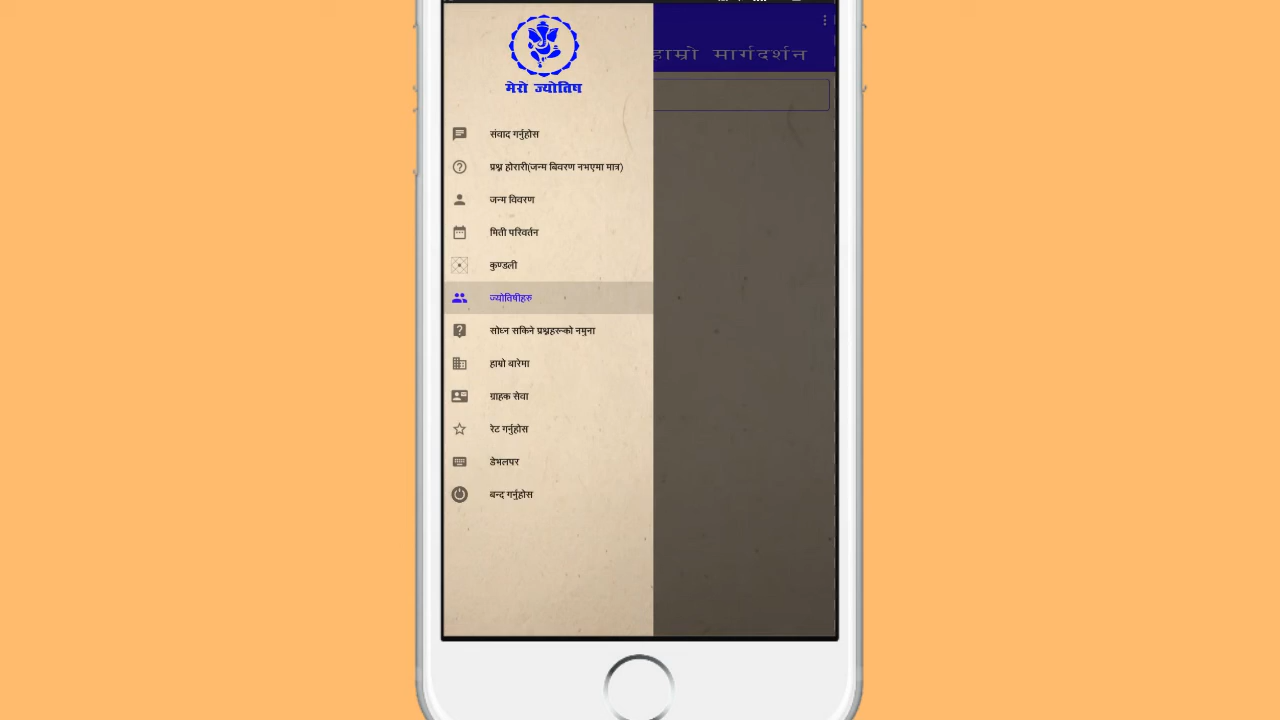 मेरो ज्योतिष
हाम्रो मार्गदर्शन
संवाद गर्नुहोस
प्रश्न होरारी(जन्म बिवरण नभएमा मात्र)
जन्म विवरण
मिती परिवर्तन
कुण्डली
ज्योतिषीहरु
सोध्न सकिने प्रश्नहरुको नमुना
हाम्रो बारेमा
ग्राहक सेवा
रेट गर्नुहोस
डेभलपर
बन्द गर्नुहोस